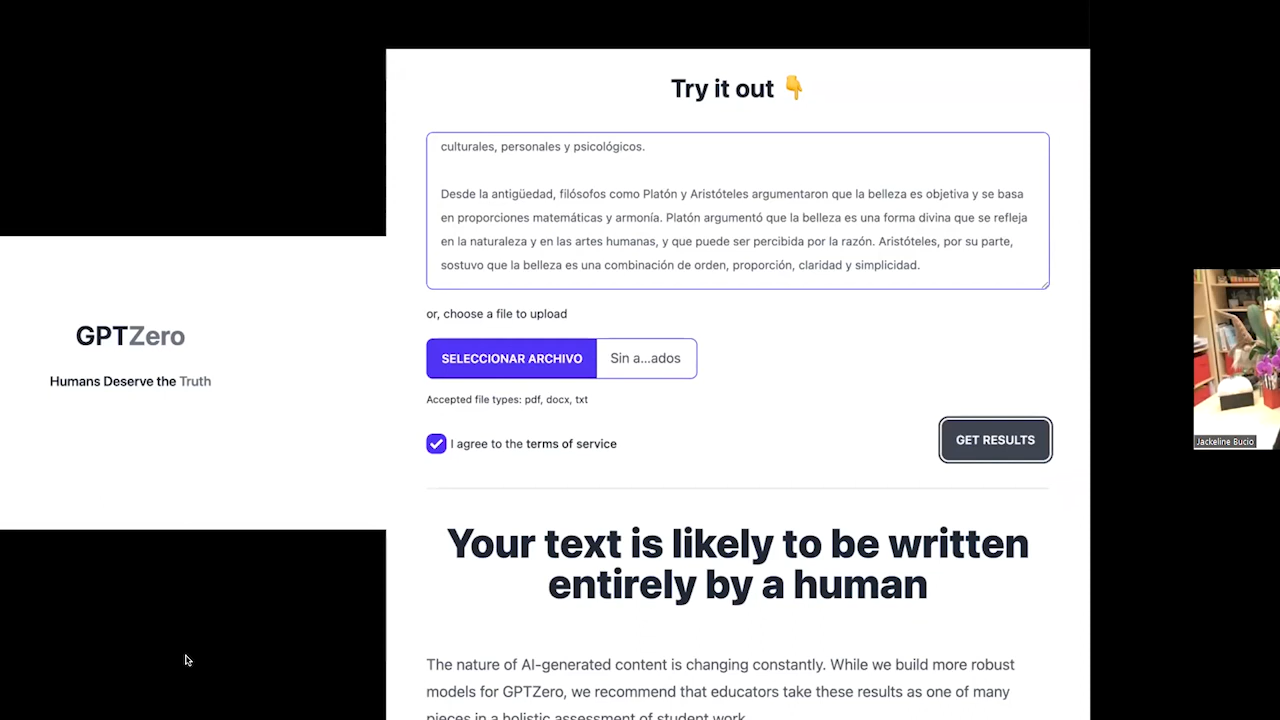 Try it out 👇
culturales, personales y psicológicos.
Desde la antigüedad, filósofos como Platón y Aristóteles argumentaron que la belleza es objetiva y se basa
en proporciones matemáticas y armonía. Platón argumentó que la belleza es una forma divina que se refleja
en la naturaleza y en las artes humanas, y que puede ser percibida por la razón. Aristóteles, por su parte,
sostuvo que la belleza es una combinación de orden, proporción, claridad y simplicidad.
or, choose a file to upload
SELECCIONAR ARCHIVO Sin a...ados
Accepted file types: pdf, docx, txt
I agree to the terms of service
GET RESULTS
Your text is likely to be written
entirely by a human
The nature of AI-generated content is changing constantly. While we build more robust
models for GPTZero, we recommend that educators take these results as one of many
pieces in a holistic assessment of student work.
GPTZero
Humans Deserve the Truth
Jackeline Bucio